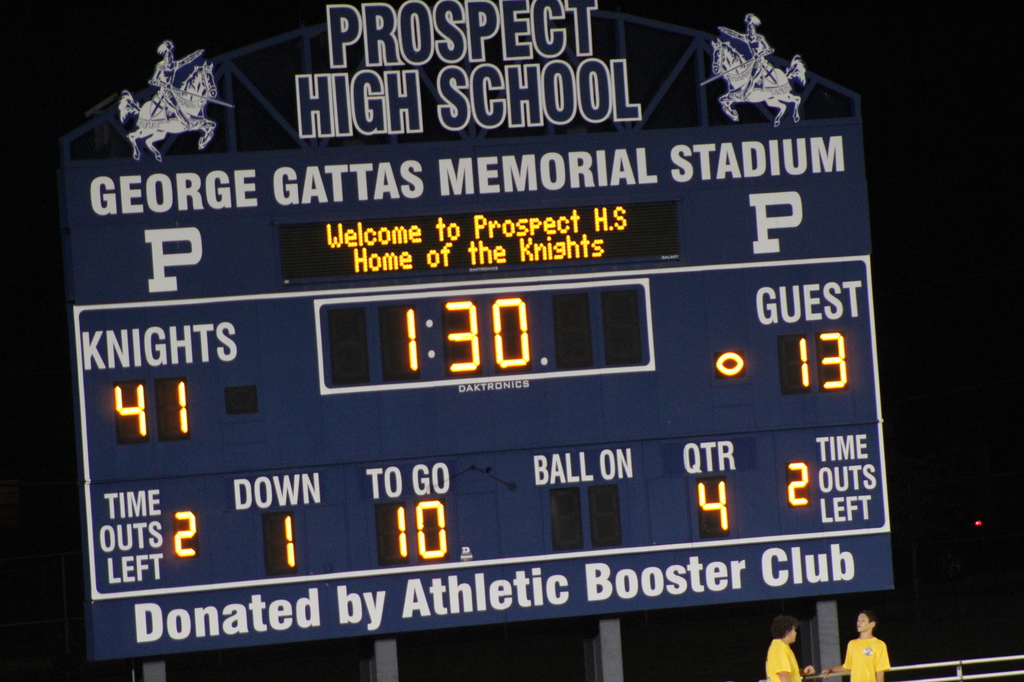 PROSPECT
HIGH SCHOOL
GEORGE GATTAS MEMORIAL STADIUM
P P
Welcome to Prospect H.S
Home of the Knights
DAKTRONICS GALAXY
KNIGHTS 1:30 GUEST
DAKTRONICS
41 13
TIME OUTS LEFT 2
DOWN 1
TO GO 10
BALL ON
QTR 4
2 TIME OUTS LEFT
Donated by Athletic Booster Club